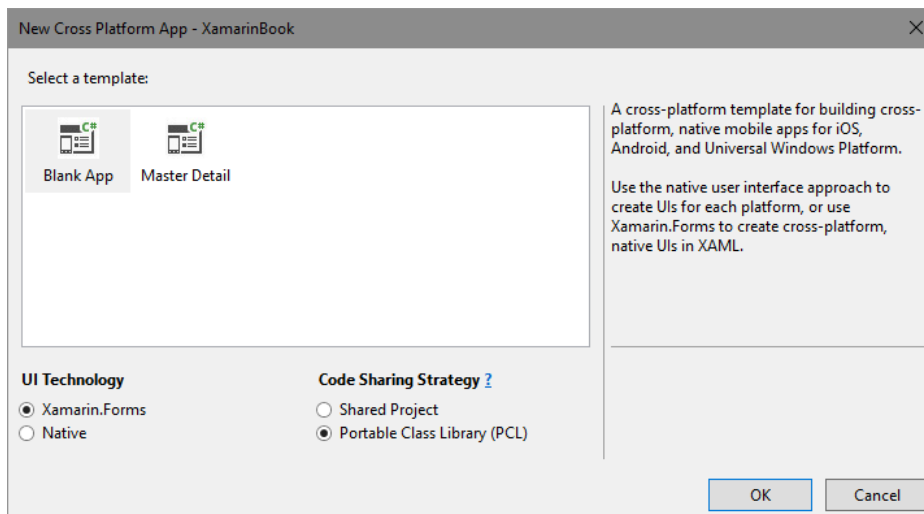 New Cross Platform App - XamarinBook
Select a template:
C#
Blank App
C#
Master Detail
A cross-platform template for building cross-
platform, native mobile apps for iOS,
Android, and Universal Windows Platform.
Use the native user interface approach to
create UIs for each platform, or use
Xamarin.Forms to create cross-platform,
native UIs in XAML.
UI Technology
Xamarin.Forms
Native
Code Sharing Strategy ?
Shared Project
Portable Class Library (PCL)
OK
Cancel